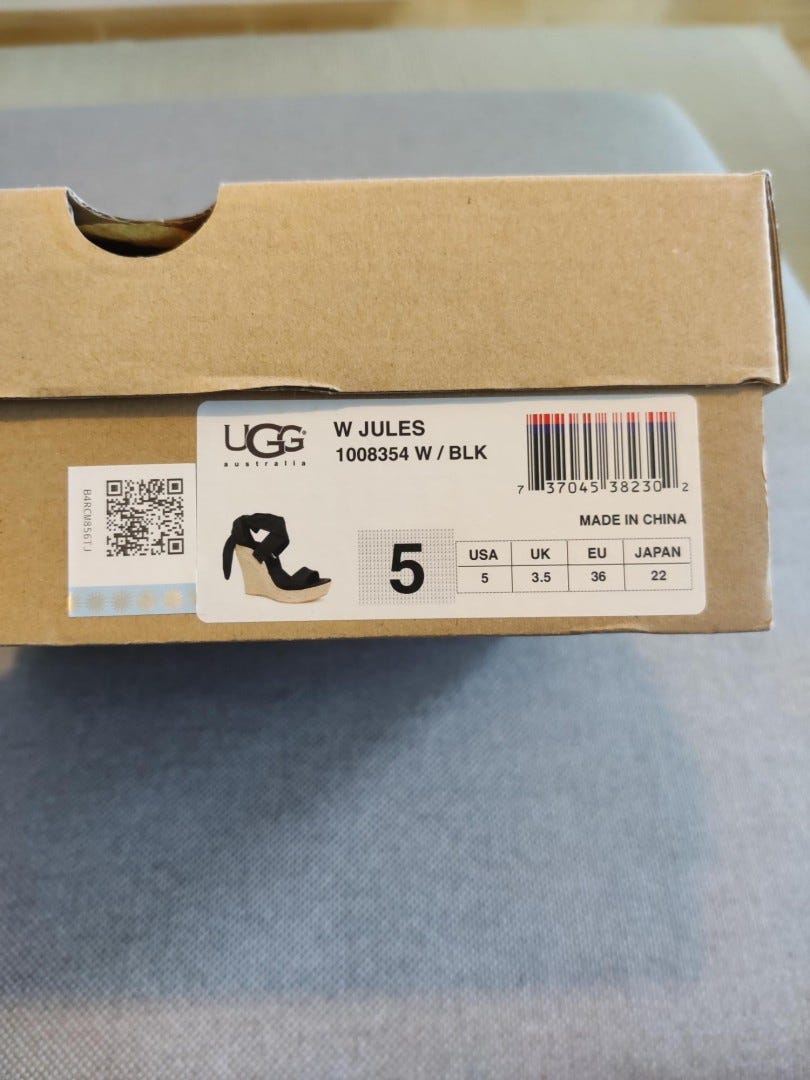 UGG®
australia
W JULES
1008354 W / BLK
7 37045 38230 2
MADE IN CHINA
B4RCM856TJ
5
USA UK EU JAPAN
5 3.5 36 22